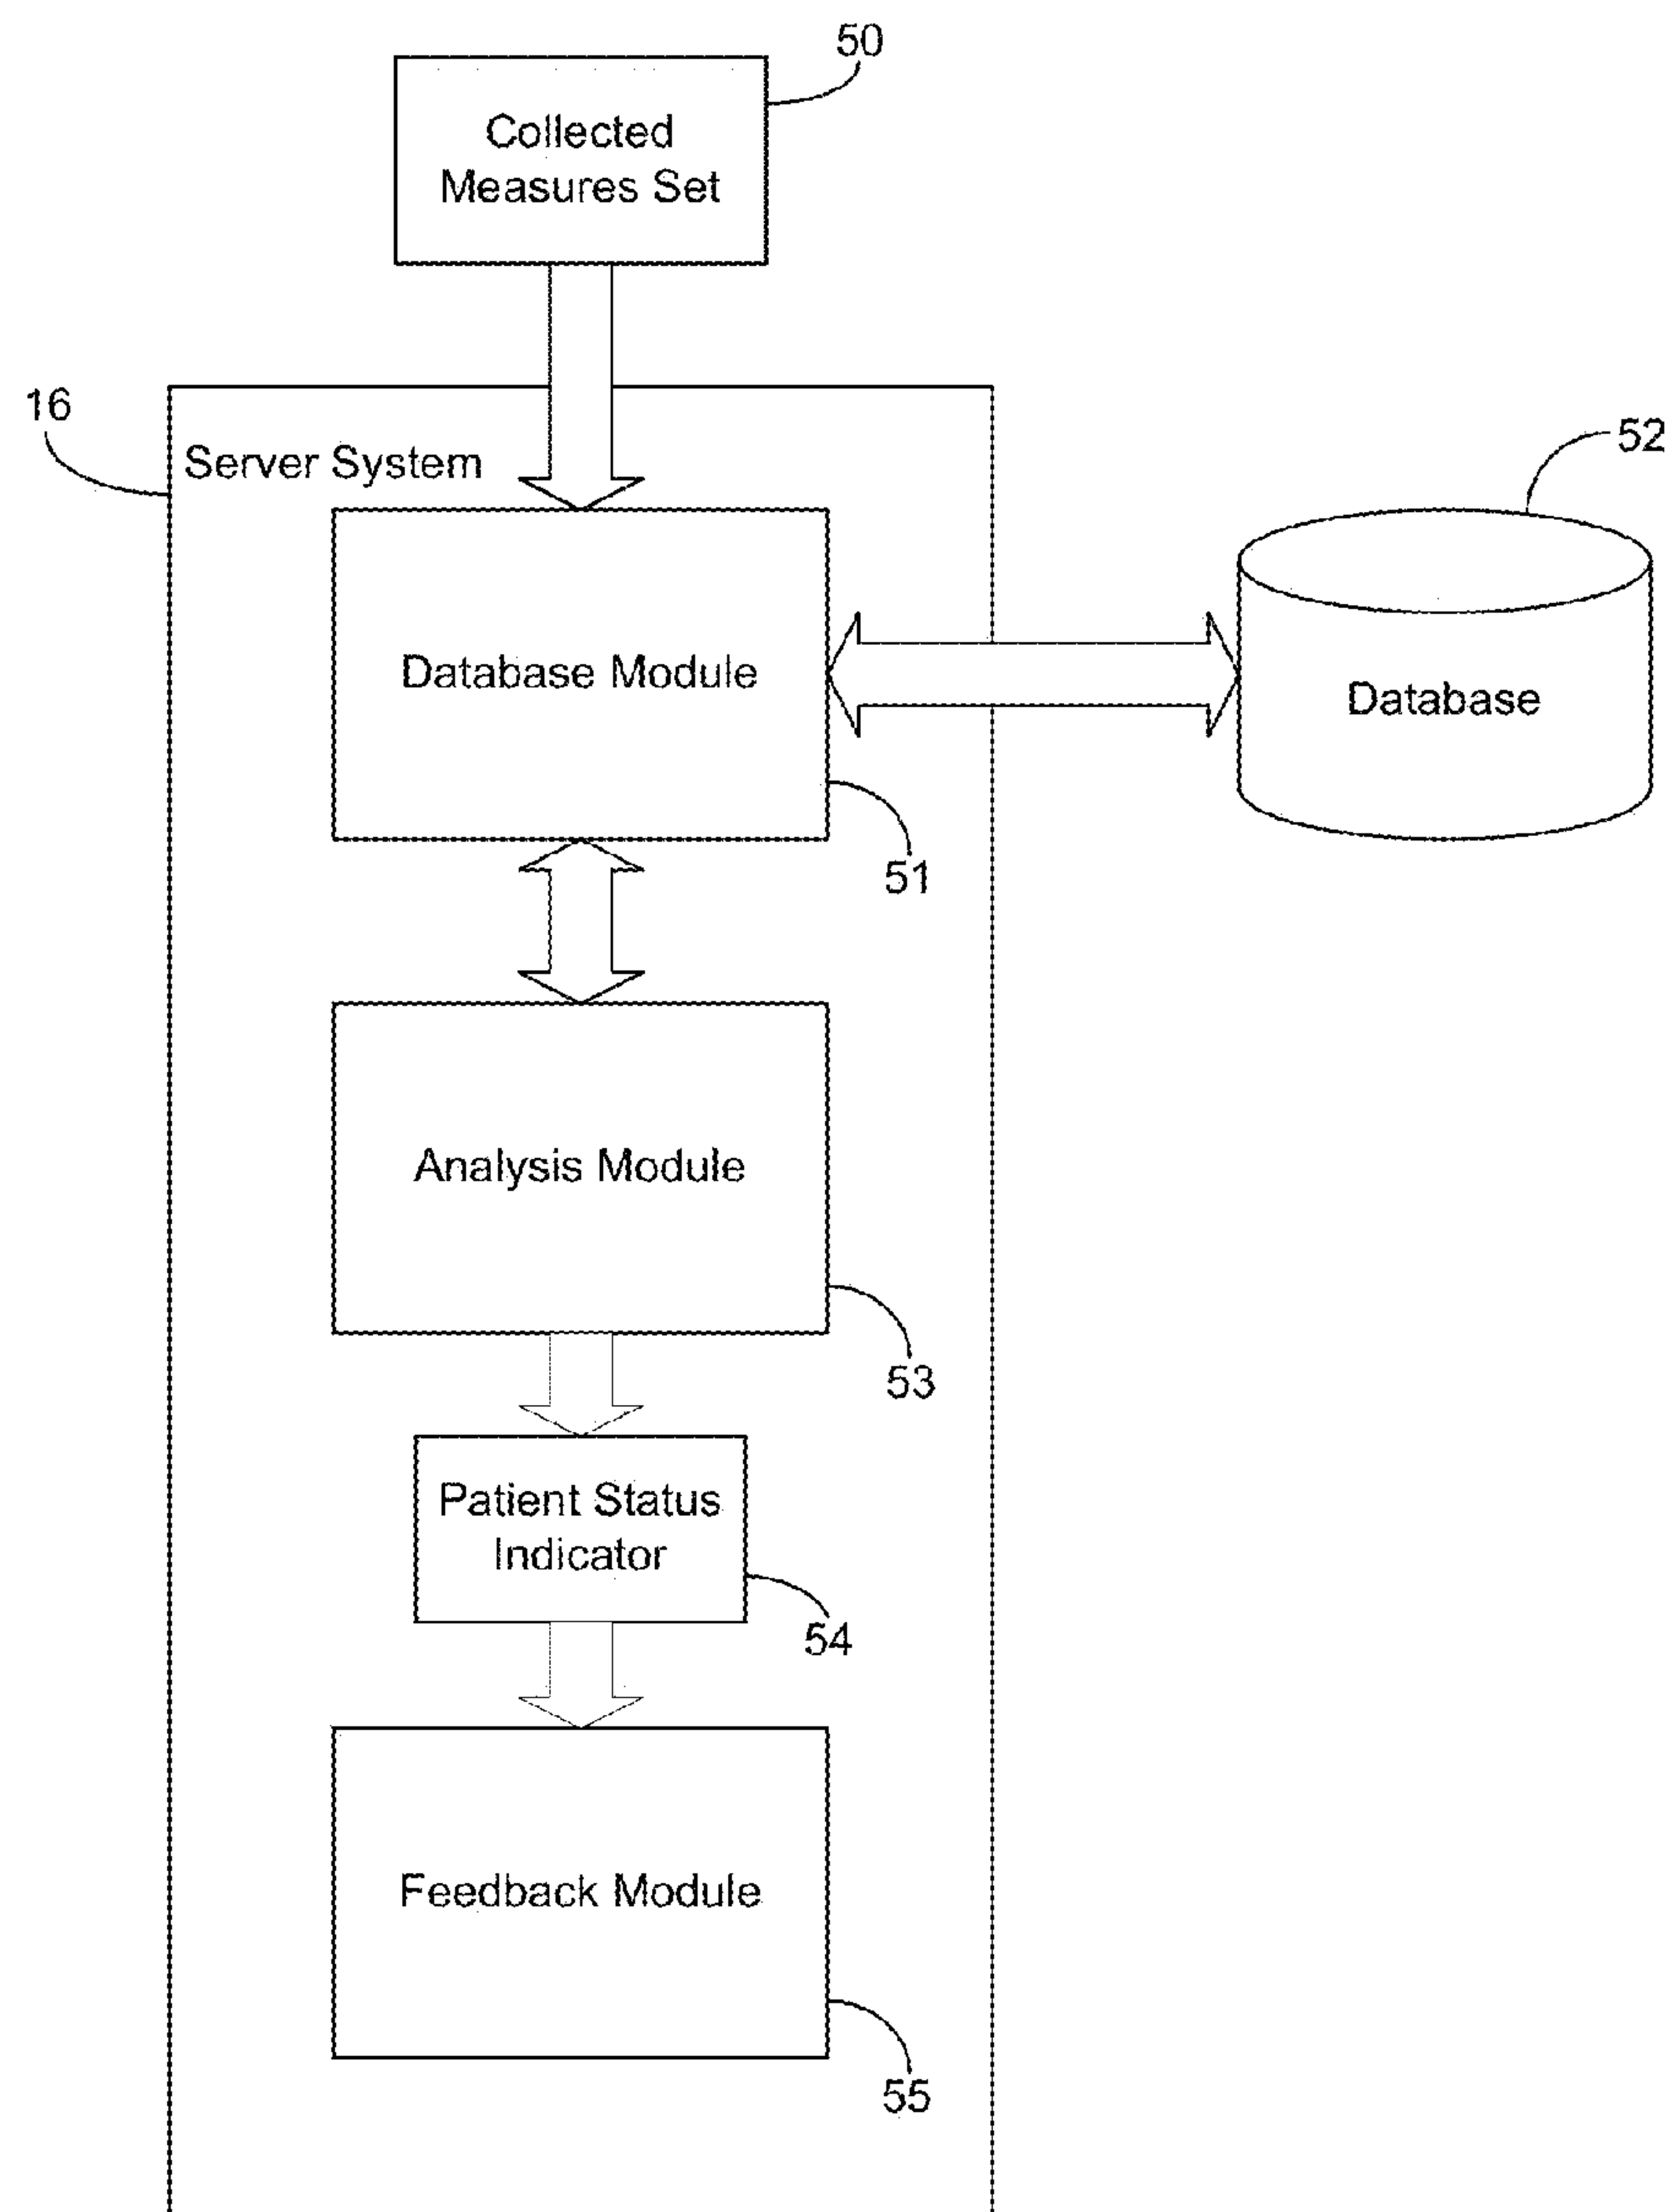 50
Collected
Measures Set
16
Server System
52
Database Module
Database
51
Analysis Module
53
Patient Status
Indicator
54
Feedback Module
55